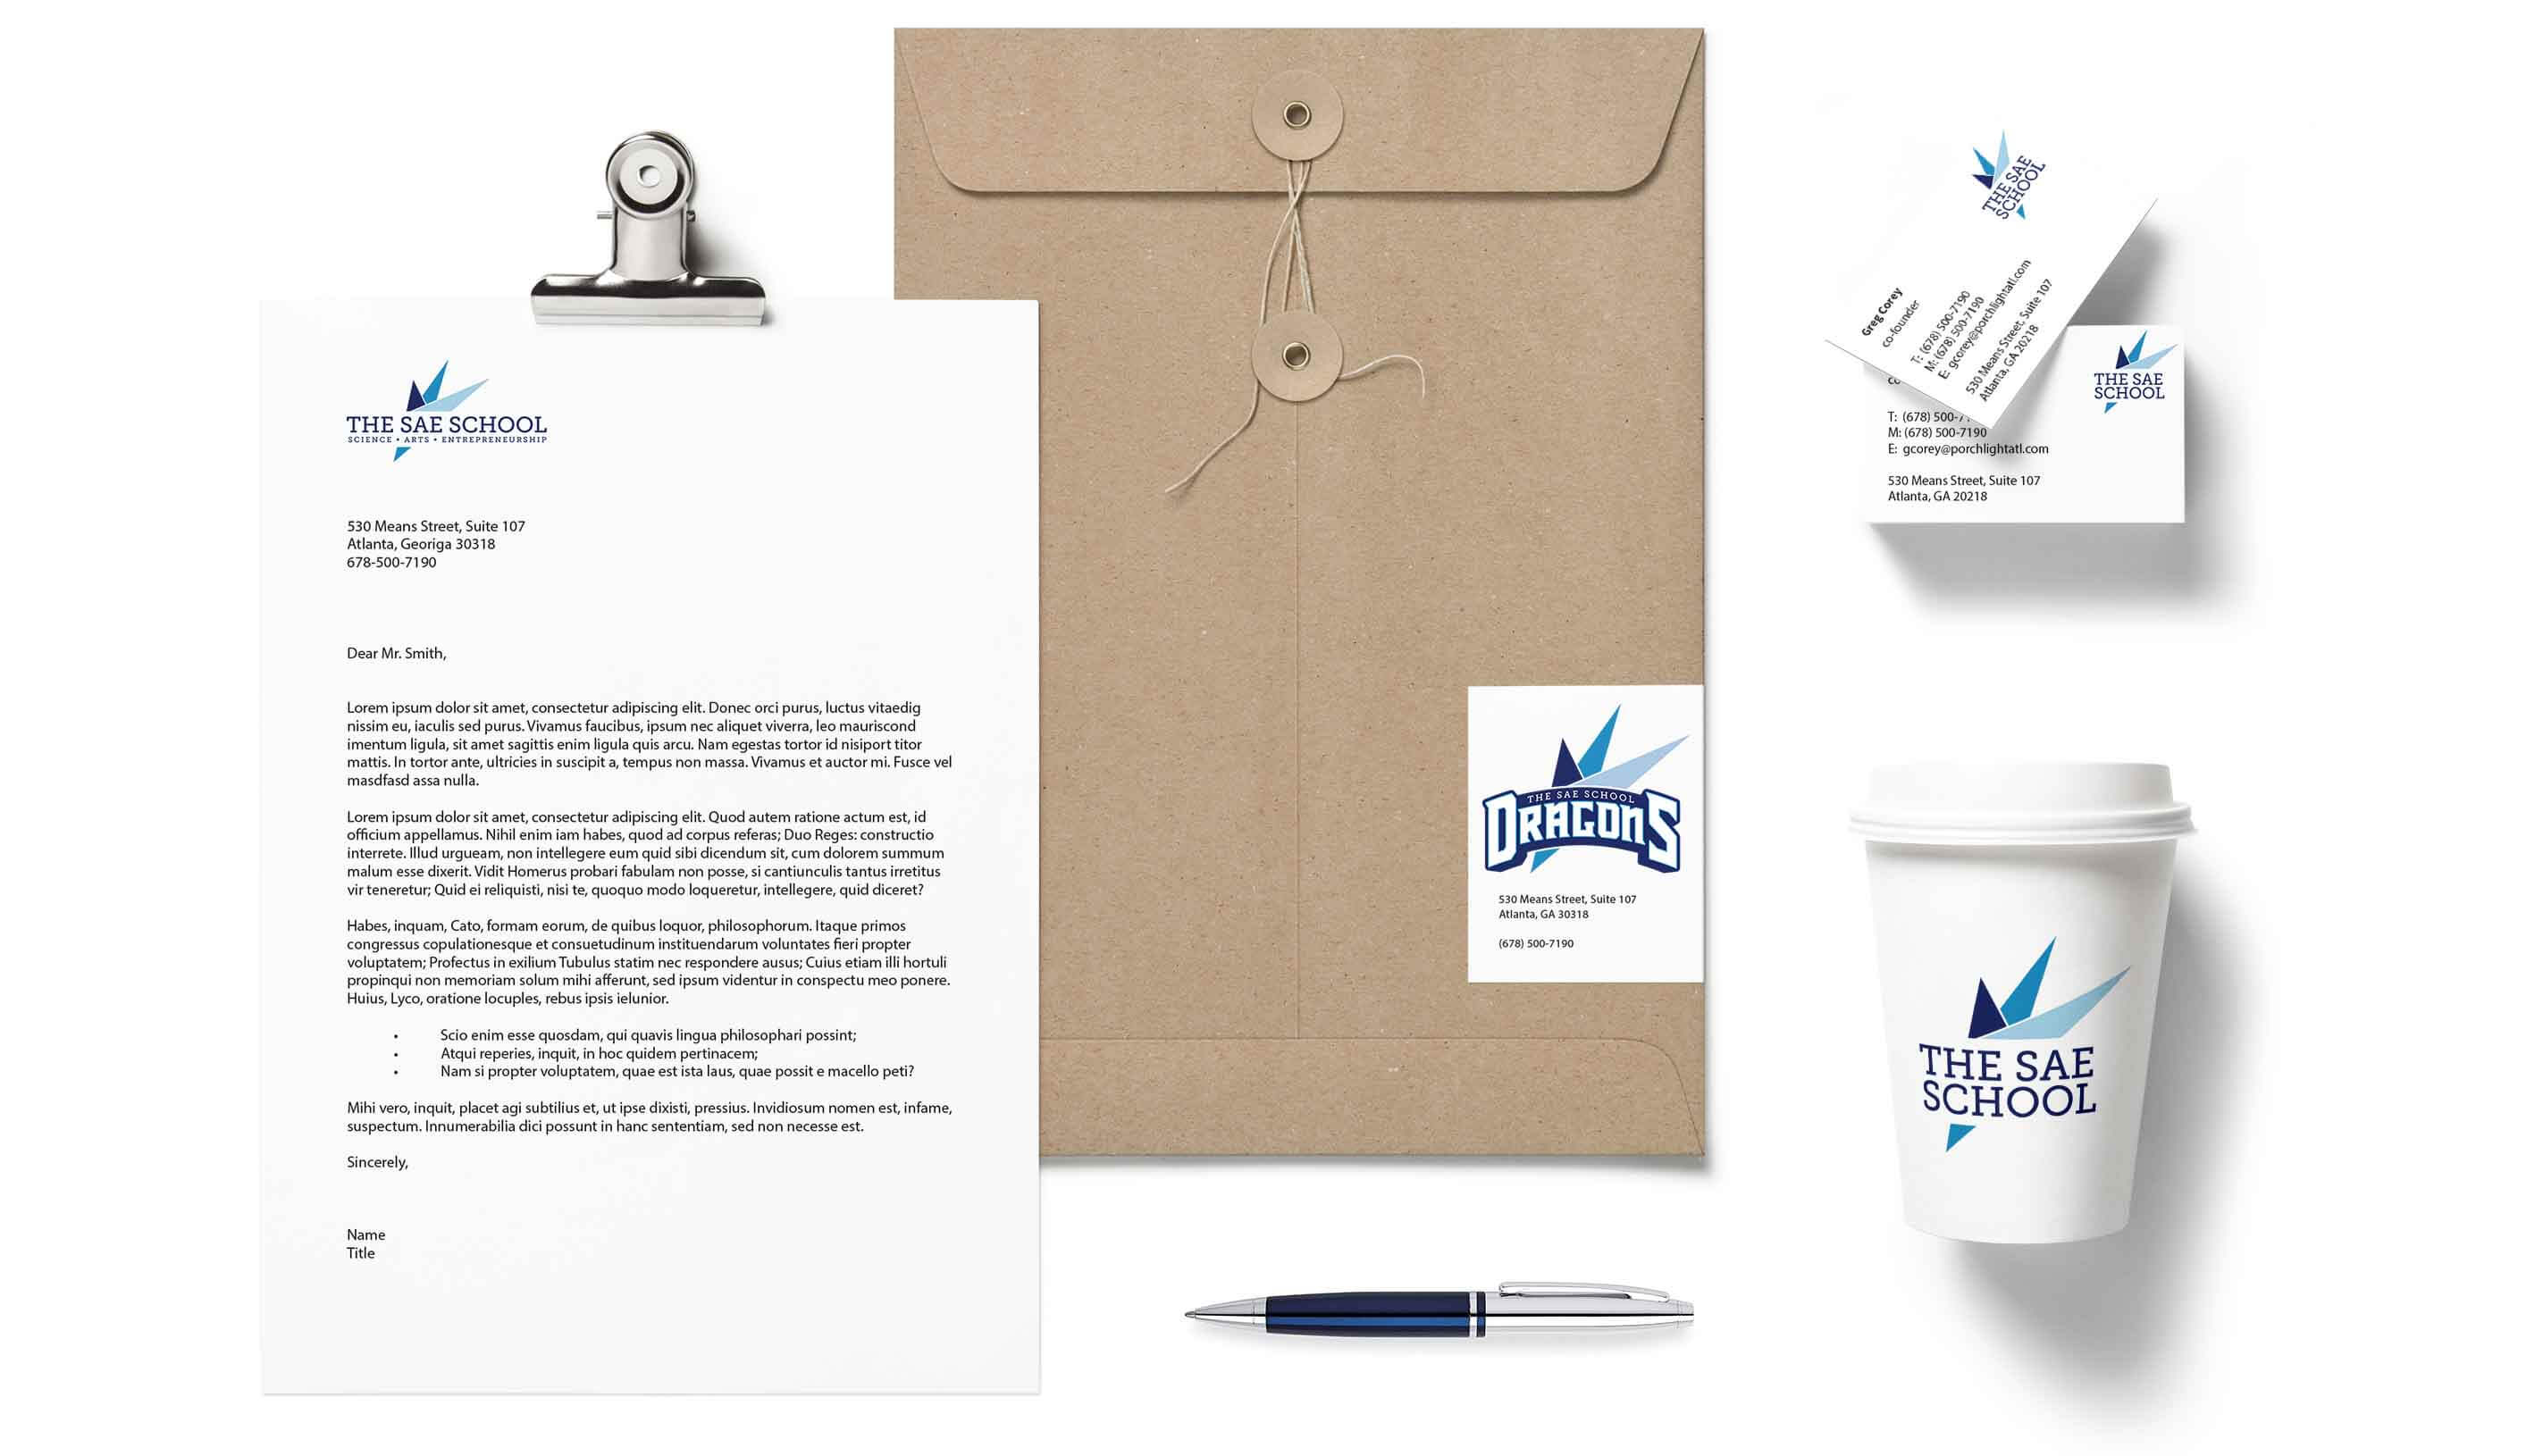 THE SAE SCHOOL
SCIENCE • ARTS • ENTREPRENEURSHIP
530 Means Street, Suite 107
Atlanta, Georiga 30318
678-500-7190
Dear Mr. Smith,
Lorem ipsum dolor sit amet, consectetur adipiscing elit. Donec orci purus, luctus vitaedig
nissim eu, iaculis sed purus. Vivamus faucibus, ipsum nec aliquet viverra, leo mauriscond
imentum ligula, sit amet sagittis enim ligula quis arcu. Nam egestas tortor id nisiport titor
mattis. In tortor ante, ultricies in suscipit a, tempus non massa. Vivamus et auctor mi. Fusce vel
masdfasd assa nulla.
Lorem ipsum dolor sit amet, consectetur adipiscing elit. Quod autem ratione actum est, id
officium appellamus. Nihil enim iam habes, quod ad corpus referas; Duo Reges: constructio
interrete. Illud urgueam, non intellegere eum quid sibi dicendum sit, cum dolorem summum
malum esse dixerit. Vidit Homerus probari fabulam non posse, si cantiunculis tantus irretitus
vir teneretur; Quid ei reliquisti, nisi te, quoquo modo loqueretur, intellegere, quid diceret?
Habes, inquam, Cato, formam eorum, de quibus loquor, philosophorum. Itaque primos
congressus copulationesque et consuetudinum instituendarum voluntates fieri propter
voluptatem; Profectus in exilium Tubulus statim nec respondere ausus; Cuius etiam illi hortuli
propinqui non memoriam solum mihi afferunt, sed ipsum videntur in conspectu meo ponere.
Huius, Lyco, oratione locuples, rebus ipsis ielunior.
• Scio enim esse quosdam, qui quavis lingua philosophari possint;
• Atqui reperies, inquit, in hoc quidem pertinacem;
• Nam si propter voluptatem, quae est ista laus, quae possit e macello peti?
Mihi vero, inquit, placet agi subtilius et, ut ipse dixisti, pressius. Invidiosum nomen est, infame,
suspectum. Innumerabilia dici possunt in hanc sententiam, sed non necesse est.
Sincerely,
Name
Title
THE SAE SCHOOL
DRAGONS
530 Means Street, Suite 107
Atlanta, GA 30318
(678) 500-7190
THE SAE
SCHOOL
Greg Corey
co-founder
T: (678) 500-7190
M: (678) 500-7190
E: gcorey@porchlightatl.com
530 Means Street, Suite 107
Atlanta, GA 20218
THE SAE
SCHOOL
co
T: (678) 500-71
M: (678) 500-7190
E: gcorey@porchlightatl.com
530 Means Street, Suite 107
Atlanta, GA 20218
THE SAE
SCHOOL